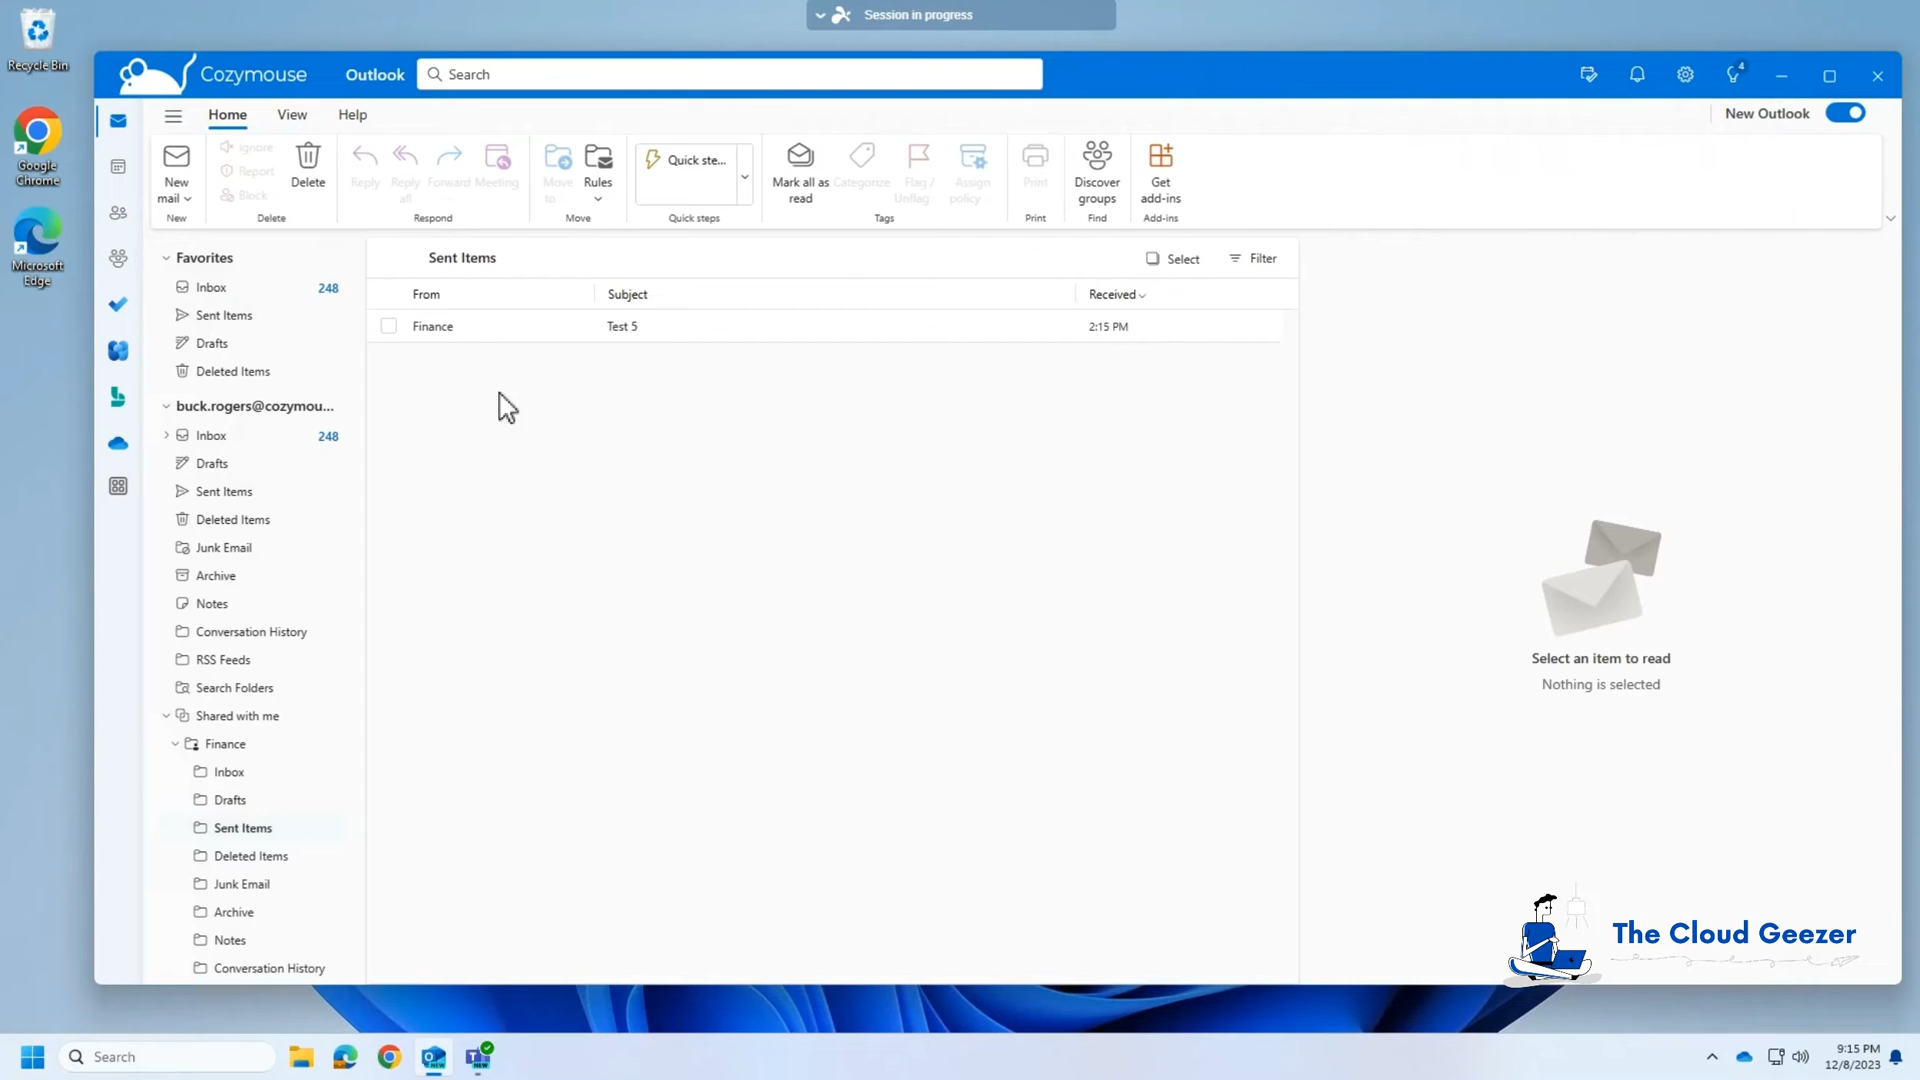 Session in progress
Recycle Bin
Google
Chrome
Microsoft
Edge
Cozymouse
Outlook
Search
4
Home
View
Help
New Outlook
New
mail
New
Ignore
Report
Block
Delete
Delete
Reply
Reply
all
Forward
Meeting
Respond
Move
to
Rules
Move
Quick ste...
Quick steps
Mark all as
read
Categorize
Flag /
Unflag
Assign
policy
Tags
Print
Print
Discover
groups
Find
Get
add-ins
Add-ins
Favorites
Inbox 248
Sent Items
Drafts
Deleted Items
buck.rogers@cozymou...
Inbox 248
Drafts
Sent Items
Deleted Items
Junk Email
Archive
Notes
Conversation History
RSS Feeds
Search Folders
Shared with me
Finance
Inbox
Drafts
Sent Items
Deleted Items
Junk Email
Archive
Notes
Conversation History
Sent Items
Select
Filter
From Subject Received
Finance Test 5 2:15 PM
Select an item to read
Nothing is selected
The Cloud Geezer
Search
NEW
NEW
9:15 PM
12/8/2023